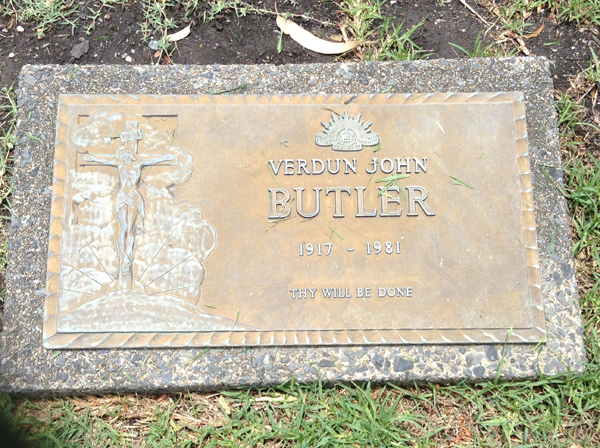 VERDUN JOHN
BUTLER
1917 - 1981
THY WILL BE DONE